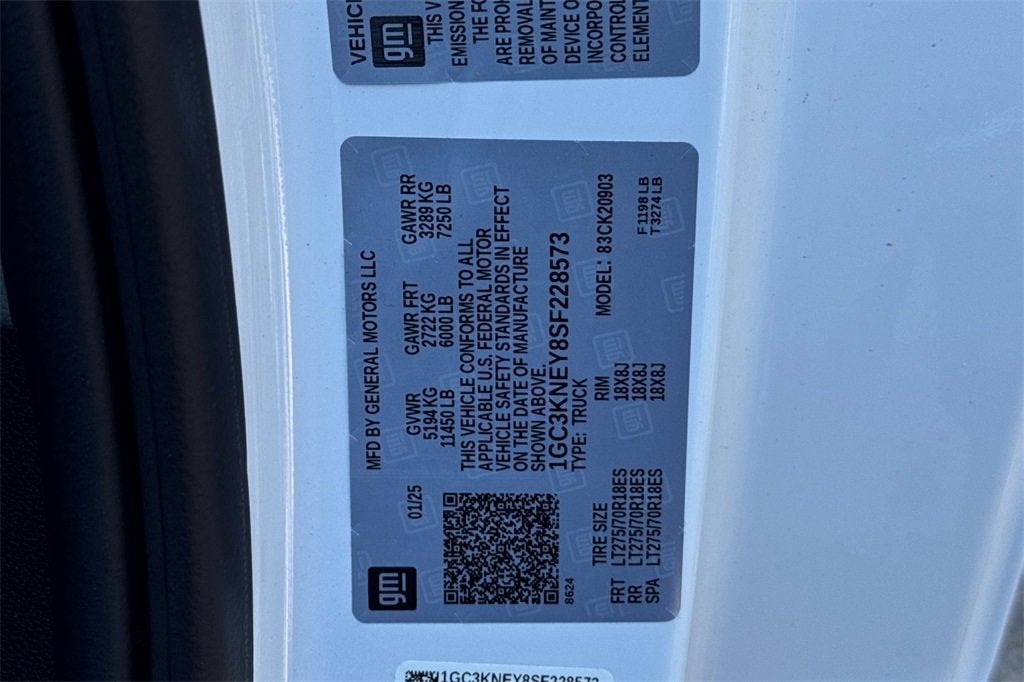 VEHICL
gm
THIS V
EMISSION
THE FO
ARE PROH
REMOVAL
OF MAINT
DEVICE O
INCORPO
CONTROL
ELEMENT
MFD BY GENERAL MOTORS LLC
01/25
GVWR GAWR FRT GAWR RR
5194 KG 2722 KG 3289 KG
11450 LB 6000 LB 7250 LB
THIS VEHICLE CONFORMS TO ALL
APPLICABLE U.S. FEDERAL MOTOR
VEHICLE SAFETY STANDARDS IN EFFECT
ON THE DATE OF MANUFACTURE
SHOWN ABOVE.
1GC3KNEY8SF228573
TYPE: TRUCK MODEL: 83CK20903
gm
8624
TIRE SIZE RIM
FRT LT275/70R18ES 18X8J F1198 LB
RR LT275/70R18ES 18X8J T3274 LB
SPA LT275/70R18ES 18X8J
1GC3KNEY8SF228573